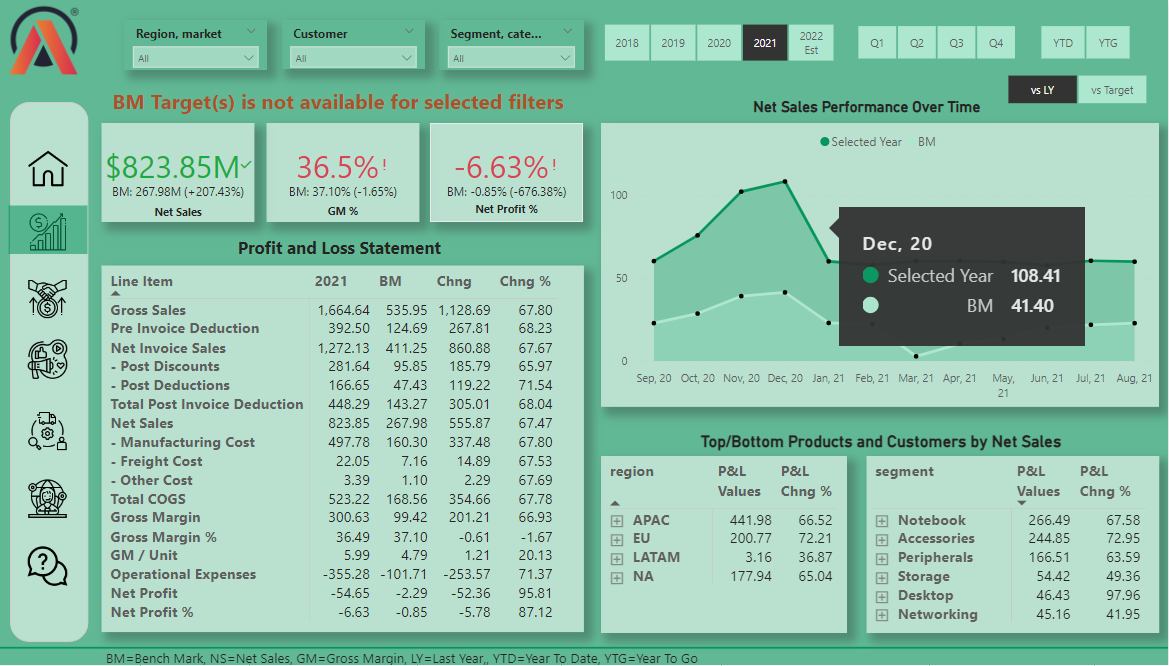 ®
Region, market
All
Customer
All
Segment, cate...
All
2018 2019 2020 2021 2022 Est
Q1 Q2 Q3 Q4
YTD YTG
vs LY vs Target
BM Target(s) is not available for selected filters
$823.85M
BM: 267.98M (+207.43%)
Net Sales
36.5% !
BM: 37.10% (-1.65%)
GM %
-6.63% !
BM: -0.85% (-676.38%)
Net Profit %
Profit and Loss Statement
Line Item 2021 BM Chng Chng %
Gross Sales 1,664.64 535.95 1,128.69 67.80
Pre Invoice Deduction 392.50 124.69 267.81 68.23
Net Invoice Sales 1,272.13 411.25 860.88 67.67
- Post Discounts 281.64 95.85 185.79 65.97
- Post Deductions 166.65 47.43 119.22 71.54
Total Post Invoice Deduction 448.29 143.27 305.01 68.04
Net Sales 823.85 267.98 555.87 67.47
- Manufacturing Cost 497.78 160.30 337.48 67.80
- Freight Cost 22.05 7.16 14.89 67.53
- Other Cost 3.39 1.10 2.29 67.69
Total COGS 523.22 168.56 354.66 67.78
Gross Margin 300.63 99.42 201.21 66.93
Gross Margin % 36.49 37.10 -0.61 -1.67
GM / Unit 5.99 4.79 1.21 20.13
Operational Expenses -355.28 -101.71 -253.57 71.37
Net Profit -54.65 -2.29 -52.36 95.81
Net Profit % -6.63 -0.85 -5.78 87.12
Net Sales Performance Over Time
Selected Year BM
100
50
0
Dec, 20
Selected Year 108.41
BM 41.40
Sep, 20 Oct, 20 Nov, 20 Dec, 20 Jan, 21 Feb, 21 Mar, 21 Apr, 21 May, 21 Jun, 21 Jul, 21 Aug, 21
Top/Bottom Products and Customers by Net Sales
region P&L Values P&L Chng %
APAC 441.98 66.52
EU 200.77 72.21
LATAM 3.16 36.87
NA 177.94 65.04
segment P&L Values P&L Chng %
Notebook 266.49 67.58
Accessories 244.85 72.95
Peripherals 166.51 63.59
Storage 54.42 49.36
Desktop 46.43 97.96
Networking 45.16 41.95
BM=Bench Mark, NS=Net Sales, GM=Gross Margin, LY=Last Year,, YTD=Year To Date, YTG=Year To Go